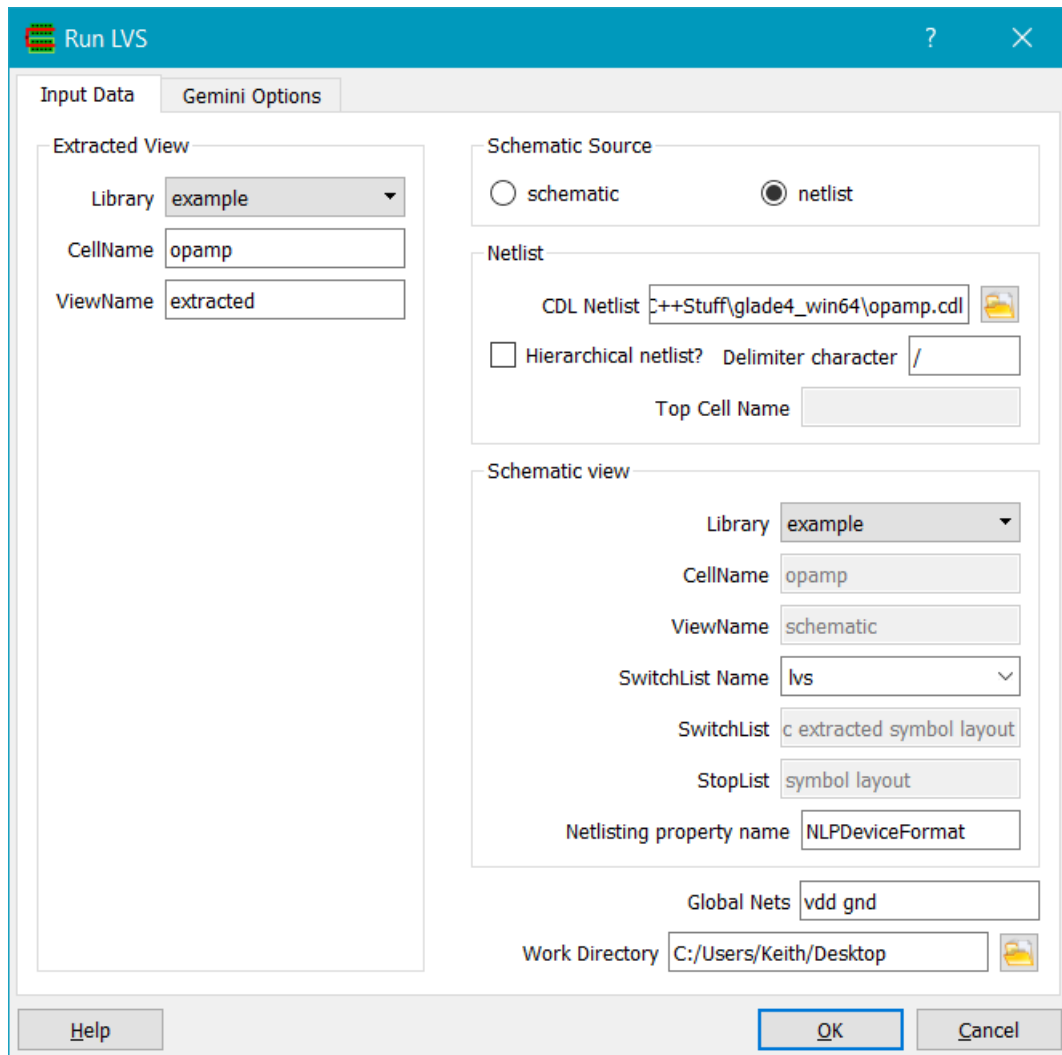 Run LVS ?
Input Data Gemini Options
Extracted View
Library example
CellName opamp
ViewName extracted
Schematic Source
schematic netlist
Netlist
CDL Netlist C++Stuff\glade4_win64\opamp.cdl
Hierarchical netlist? Delimiter character /
Top Cell Name
Schematic view
Library example
CellName opamp
ViewName schematic
SwitchList Name lvs
SwitchList c extracted symbol layout
StopList symbol layout
Netlisting property name NLPDeviceFormat
Global Nets vdd gnd
Work Directory C:/Users/Keith/Desktop
Help OK Cancel